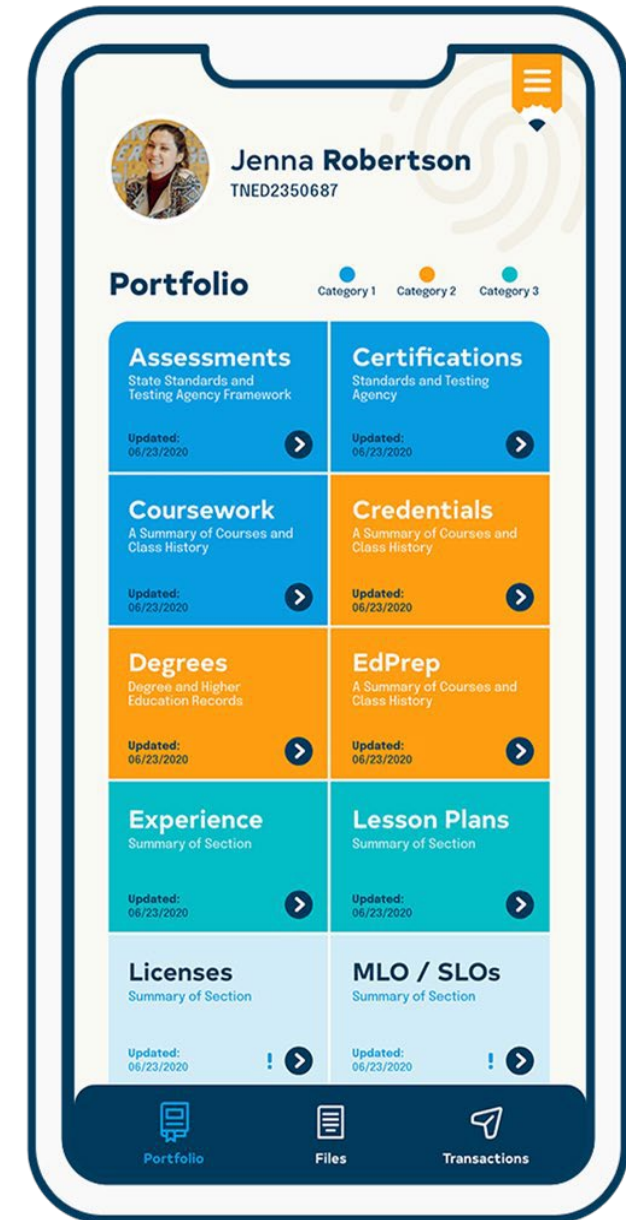 Jenna Robertson
TNED2350687
Portfolio
Category 1
Category 2
Category 3
Assessments
State Standards and
Testing Agency Framework
Updated:
06/23/2020
Certifications
Standards and Testing
Agency
Updated:
06/23/2020
Coursework
A Summary of Courses and
Class History
Updated:
06/23/2020
Credentials
A Summary of Courses and
Class History
Updated:
06/23/2020
Degrees
Degree and Higher
Education Records
Updated:
06/23/2020
EdPrep
A Summary of Courses and
Class History
Updated:
06/23/2020
Experience
Summary of Section
Updated:
06/23/2020
Lesson Plans
Summary of Section
Updated:
06/23/2020
Licenses
Summary of Section
Updated:
06/23/2020
!
MLO / SLOs
Summary of Section
Updated:
06/23/2020
!
Portfolio
Files
Transactions